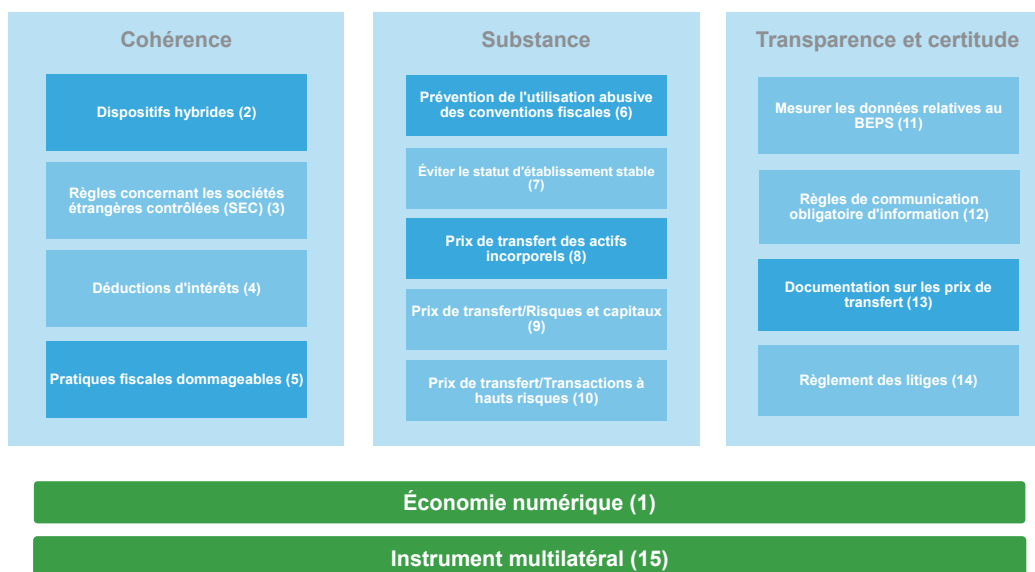 Cohérence
Dispositifs hybrides (2)
Règles concernant les sociétés
étrangères contrôlées (SEC) (3)
Déductions d'intérêts (4)
Pratiques fiscales dommageables (5)
Substance
Prévention de l'utilisation abusive
des conventions fiscales (6)
Éviter le statut d'établissement stable
(7)
Prix de transfert des actifs
incorporels (8)
Prix de transfert/Risques et capitaux
(9)
Prix de transfert/Transactions à
hauts risques (10)
Transparence et certitude
Mesurer les données relatives au
BEPS (11)
Règles de communication
obligatoire d'information (12)
Documentation sur les prix de
transfert (13)
Règlement des litiges (14)
Économie numérique (1)
Instrument multilatéral (15)